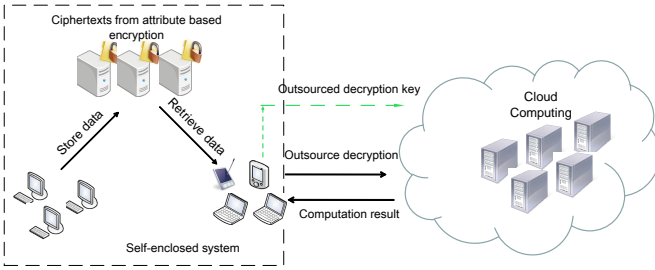 Ciphertexts from attribute based
encryption
Store data
Retrieve data
Self-enclosed system
Outsourced decryption key
Outsource decryption
Computation result
Cloud
Computing